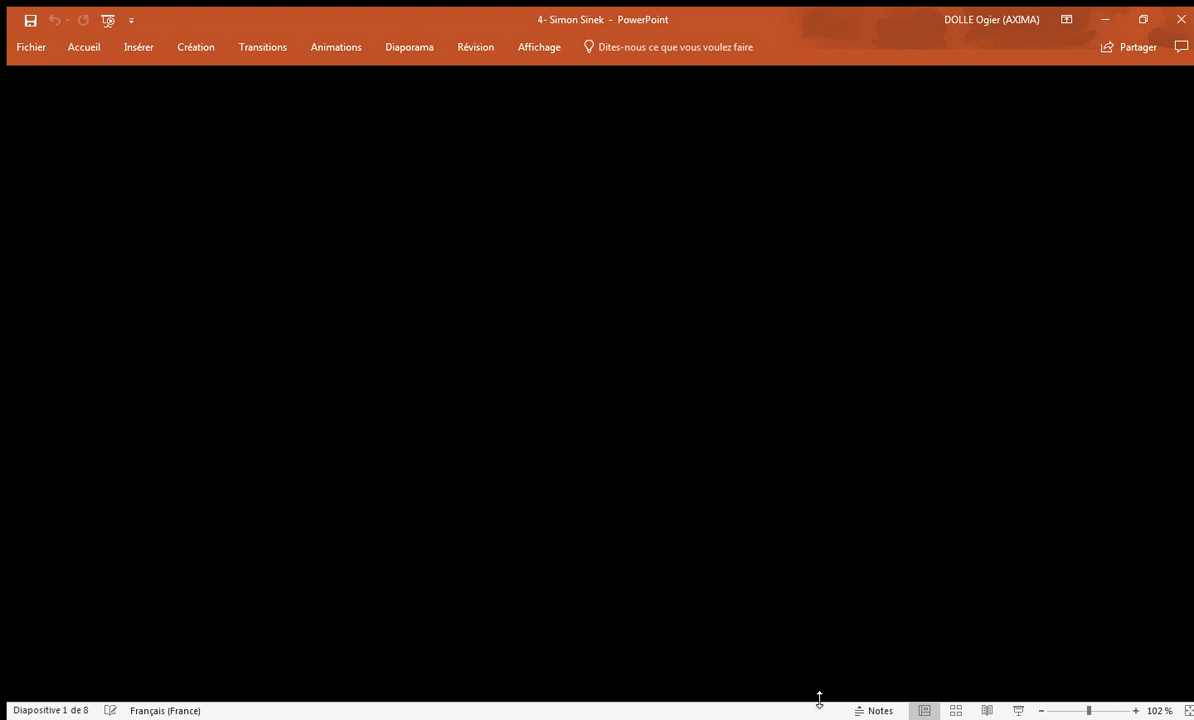 4- Simon Sinek - PowerPoint
DOLLE Ogier (AXIMA)
Fichier Accueil Insérer Création Transitions Animations Diaporama Révision Affichage Dites-nous ce que vous voulez faire Partager
Diapositive 1 de 8 Français (France) Notes 102 %